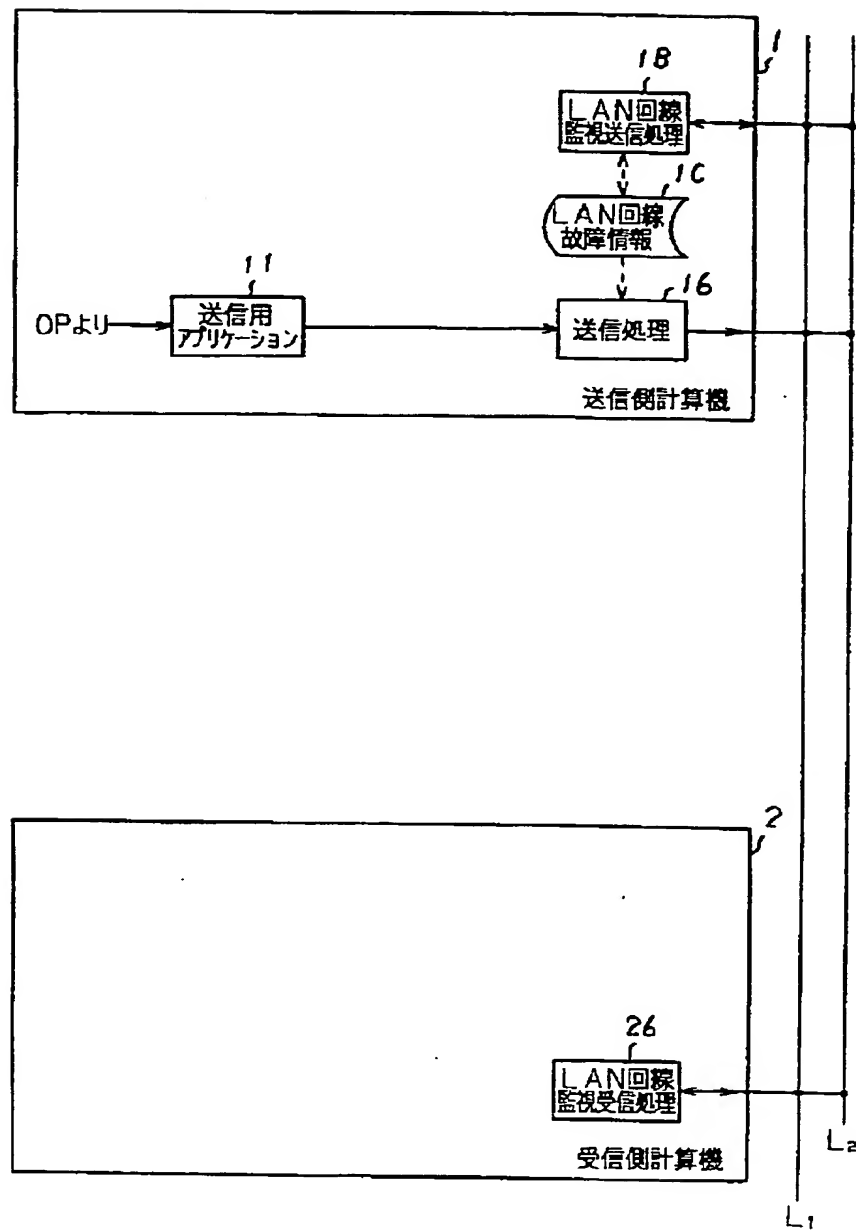 1
1B
LAN回線
監視送信処理
1C
LAN回線
故障情報
11
16
OPより
送信用
アプリケーション
送信処理
送信側計算機
2
26
LAN回線
監視受信処理
受信側計算機
L2
L1